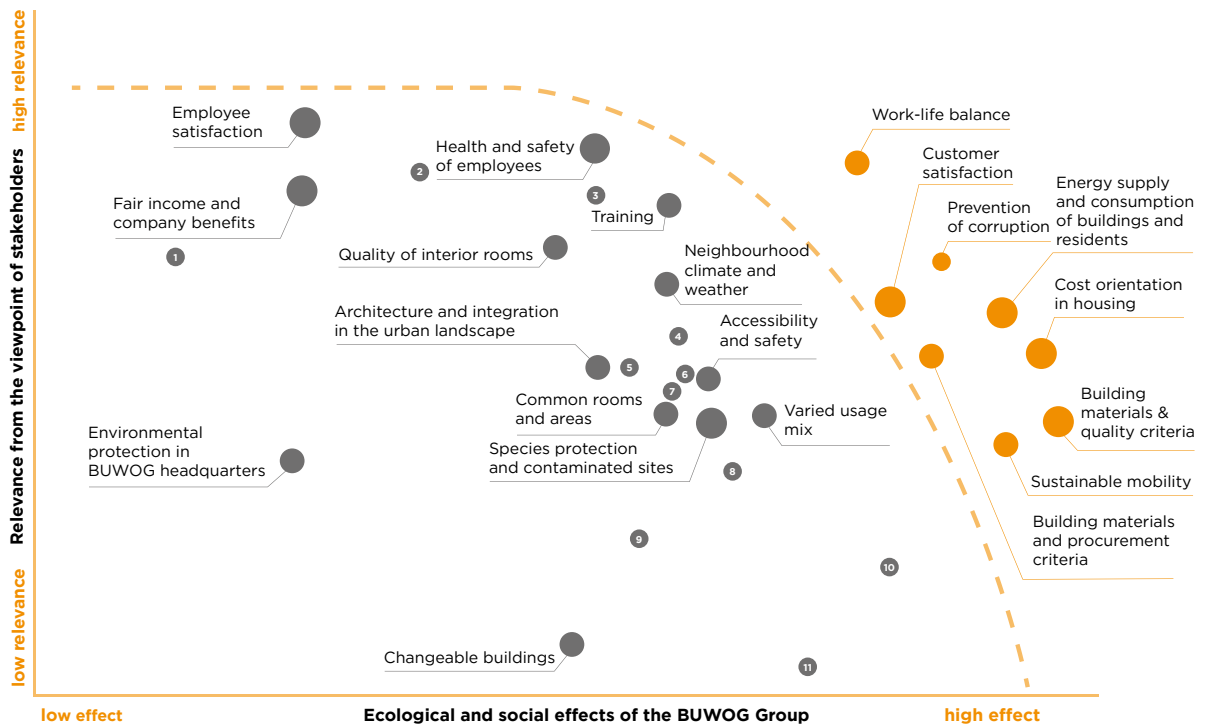 high relevance
Relevance from the viewpoint of stakeholders
low relevance
Employee
satisfaction
Fair income and
company benefits
1
2
Health and safety
of employees
3
Training
Quality of interior rooms
Neighbourhood
climate and
weather
Architecture and integration
in the urban landscape
4
Accessibility
and safety
5
6
7
Common rooms
and areas
Varied usage
mix
Species protection
and contaminated sites
Environmental
protection in
BUWOG headquarters
8
9
10
Changeable buildings
11
Work-life balance
Customer
satisfaction
Prevention
of corruption
Energy supply
and consumption
of buildings and
residents
Cost orientation
in housing
Building
materials &
quality criteria
Sustainable mobility
Building materials
and procurement
criteria
low effect
Ecological and social effects of the BUWOG Group
high effect